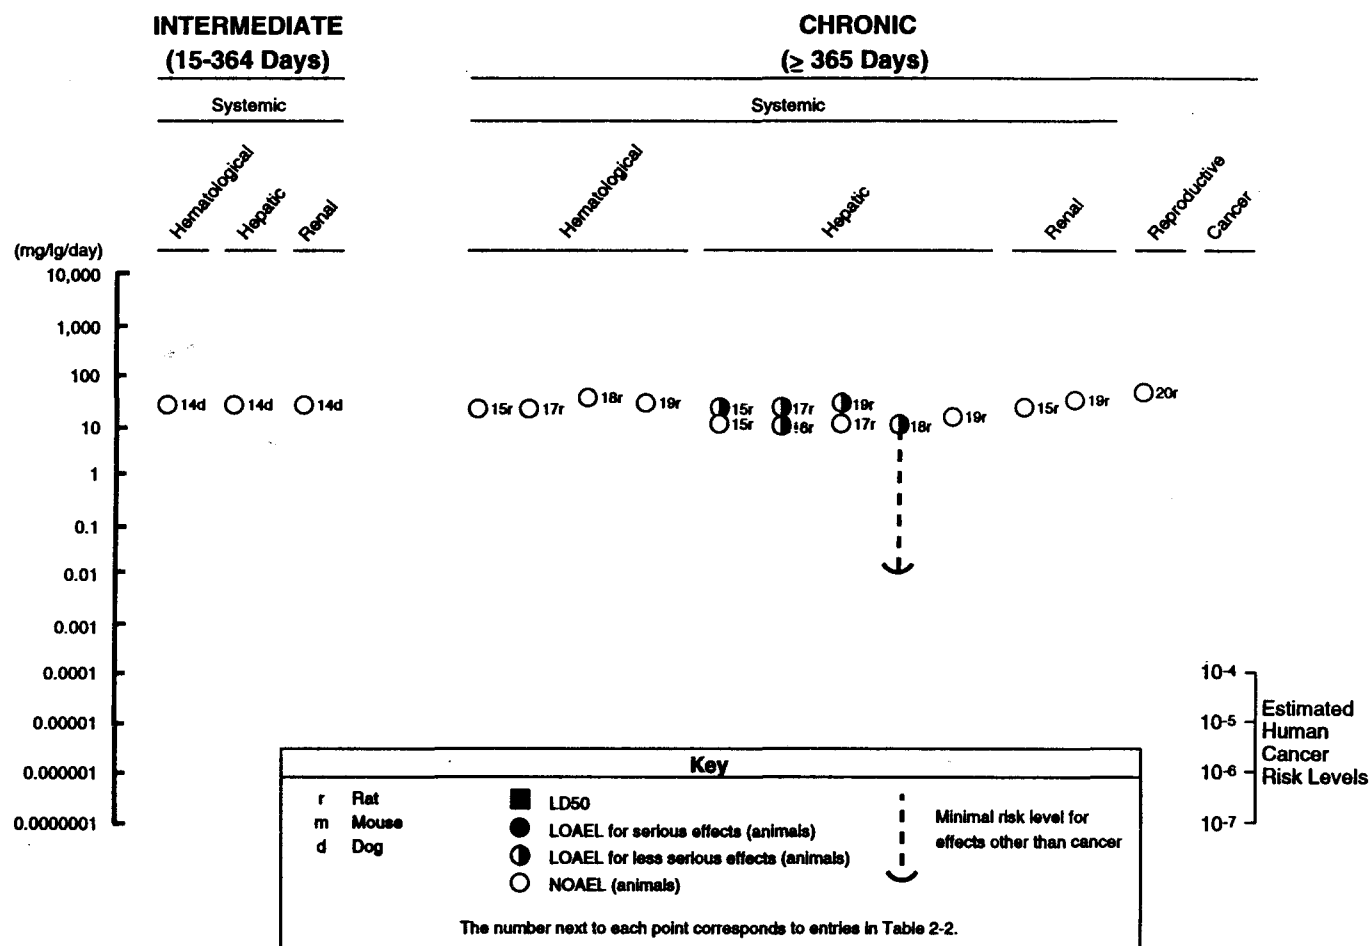 INTERMEDIATE
(15-364 Days)
CHRONIC
(≥ 365 Days)
Systemic
Systemic
Hematological
Hepatic
Renal
Hematological
Hepatic
Renal
Reproductive
Cancer
(mg/lg/day)
10,000
1,000
100
10
1
0.1
0.01
0.001
0.0001
0.00001
0.000001
0.0000001
14d
14d
14d
15r
17r
18r
19r
15r
17r
19r
15r
16r
17r
18r
19r
15r
19r
20r
10-4
10-5
10-6
10-7
Estimated
Human
Cancer
Risk Levels
Key
r Rat
m Mouse
d Dog
LD50
LOAEL for serious effects (animals)
LOAEL for less serious effects (animals)
NOAEL (animals)
Minimal risk level for
effects other than cancer
The number next to each point corresponds to entries in Table 2-2.